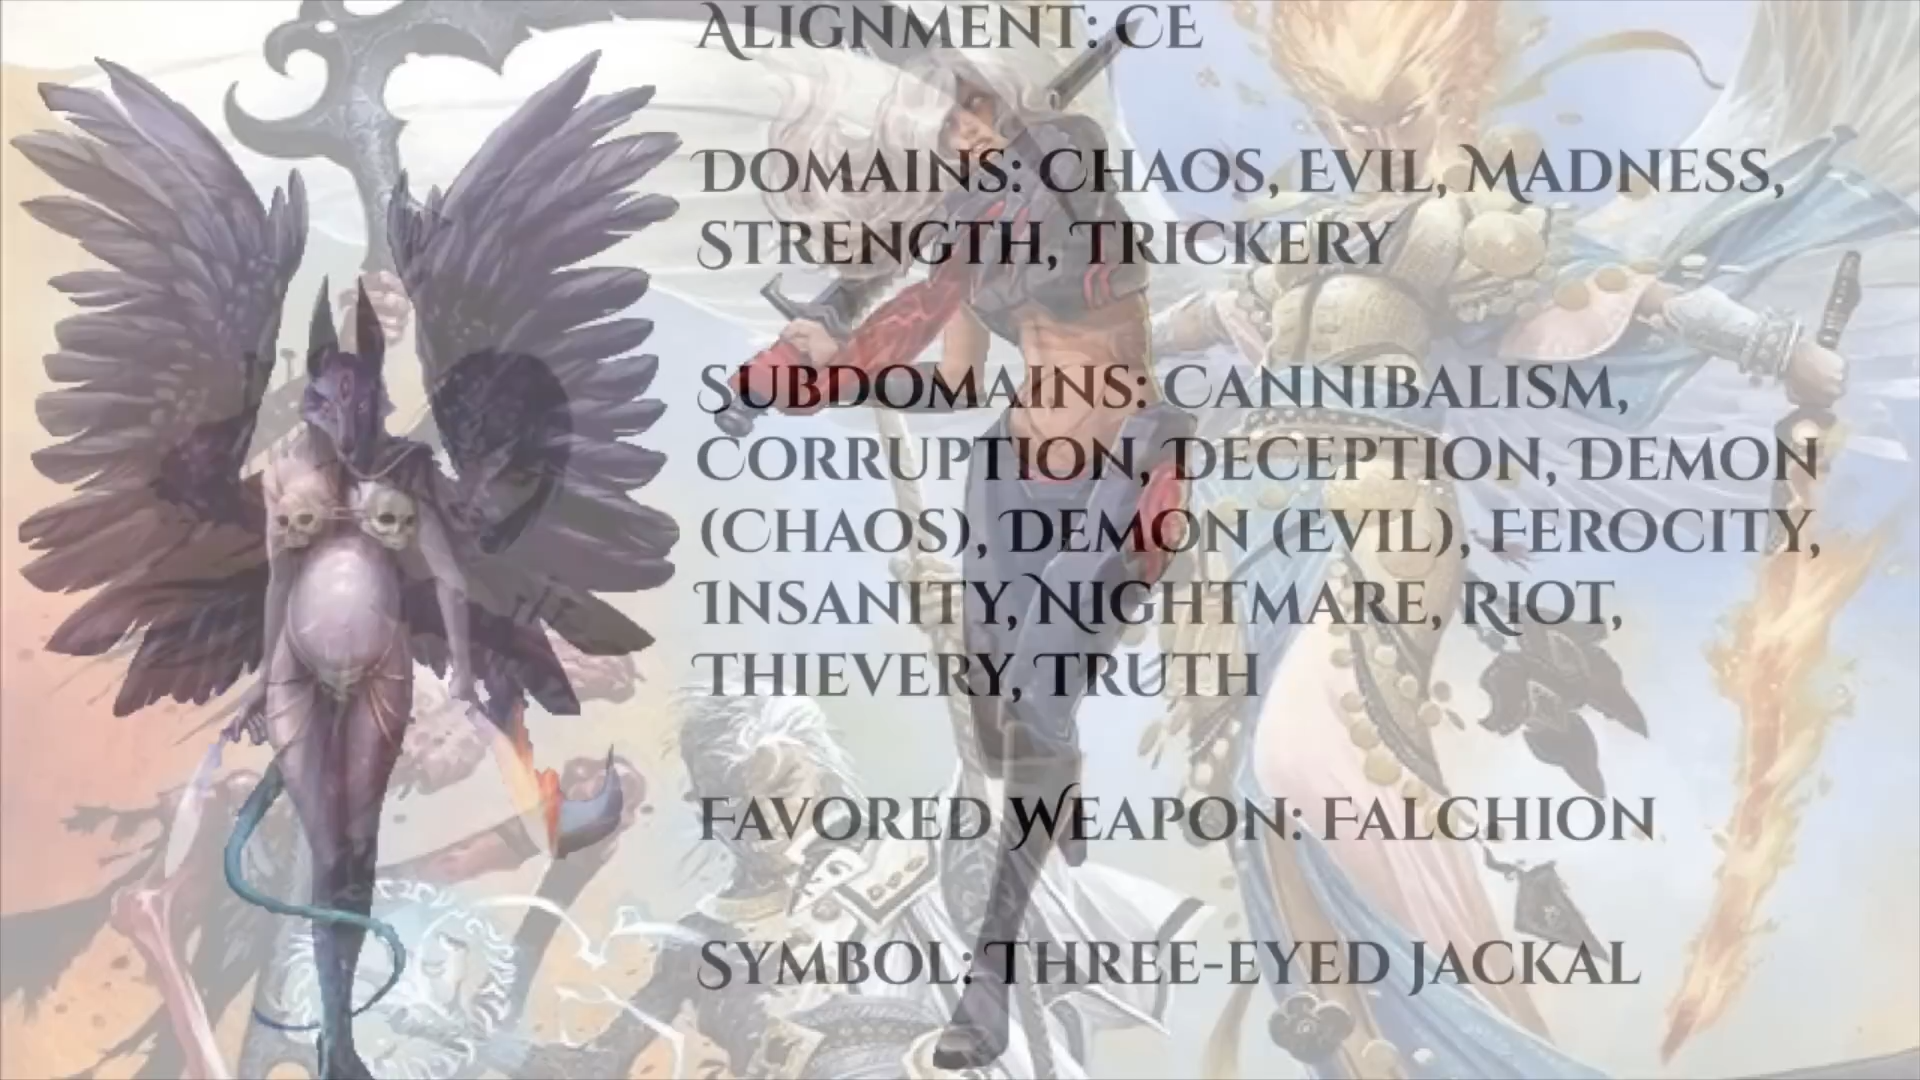 Alignment: CE
Domains: Chaos, Evil, Madness,
Strength, Trickery
Subdomains: Cannibalism,
Corruption, Deception, Demon
(Chaos), Demon (Evil), Ferocity,
Insanity, Nightmare, Riot,
Thievery, Truth
Favored Weapon: Falchion
Symbol: Three-Eyed Jackal